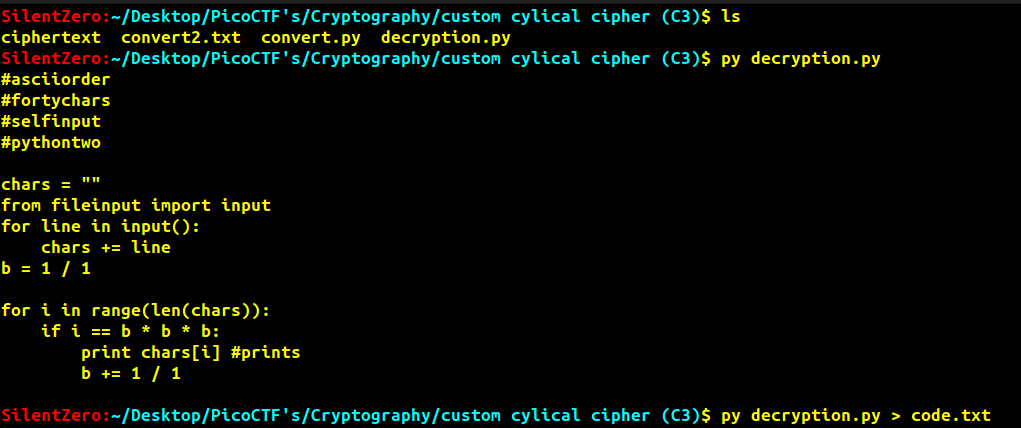 SilentZero:~/Desktop/PicoCTF's/Cryptography/custom cylical cipher (C3)$ ls
ciphertext  convert2.txt  convert.py  decryption.py
SilentZero:~/Desktop/PicoCTF's/Cryptography/custom cylical cipher (C3)$ py decryption.py
#asciiorder
#fortychars
#selfinput
#pythontwo

chars = ""
from fileinput import input
for line in input():
    chars += line
b = 1 / 1

for i in range(len(chars)):
    if i == b * b * b:
        print chars[i] #prints
        b += 1 / 1

SilentZero:~/Desktop/PicoCTF's/Cryptography/custom cylical cipher (C3)$ py decryption.py > code.txt